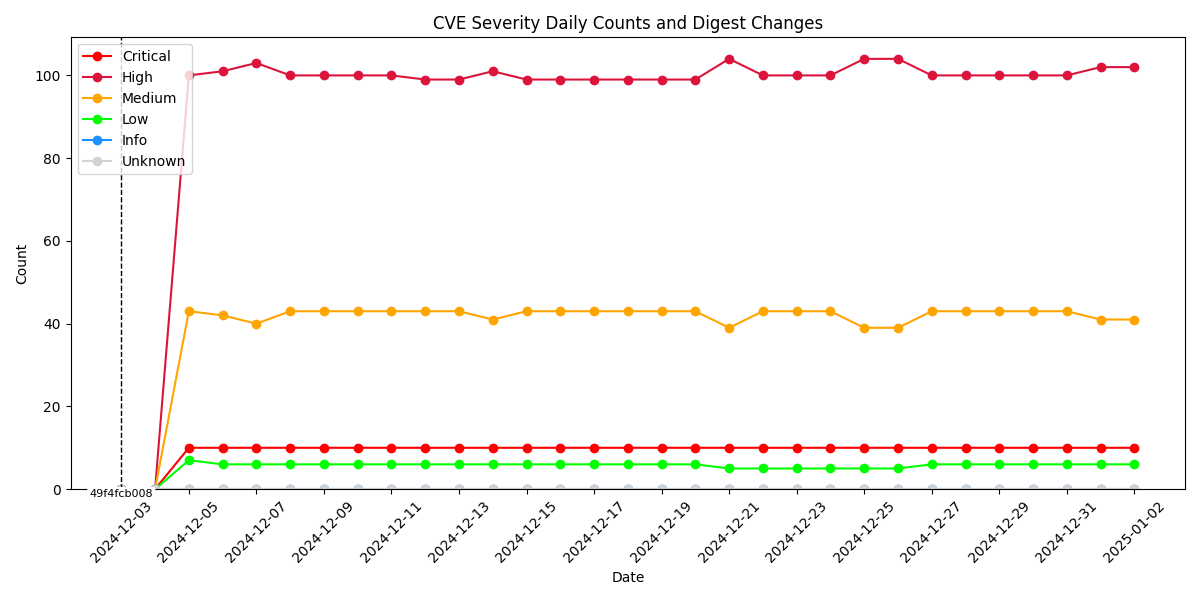 CVE Severity Daily Counts and Digest Changes
Critical
High
Medium
Low
Info
Unknown
Count
100
80
60
40
20
0
49f4fcb008
2024-12-03
2024-12-05
2024-12-07
2024-12-09
2024-12-11
2024-12-13
2024-12-15
2024-12-17
2024-12-19
2024-12-21
2024-12-23
2024-12-25
2024-12-27
2024-12-29
2024-12-31
2025-01-02
Date